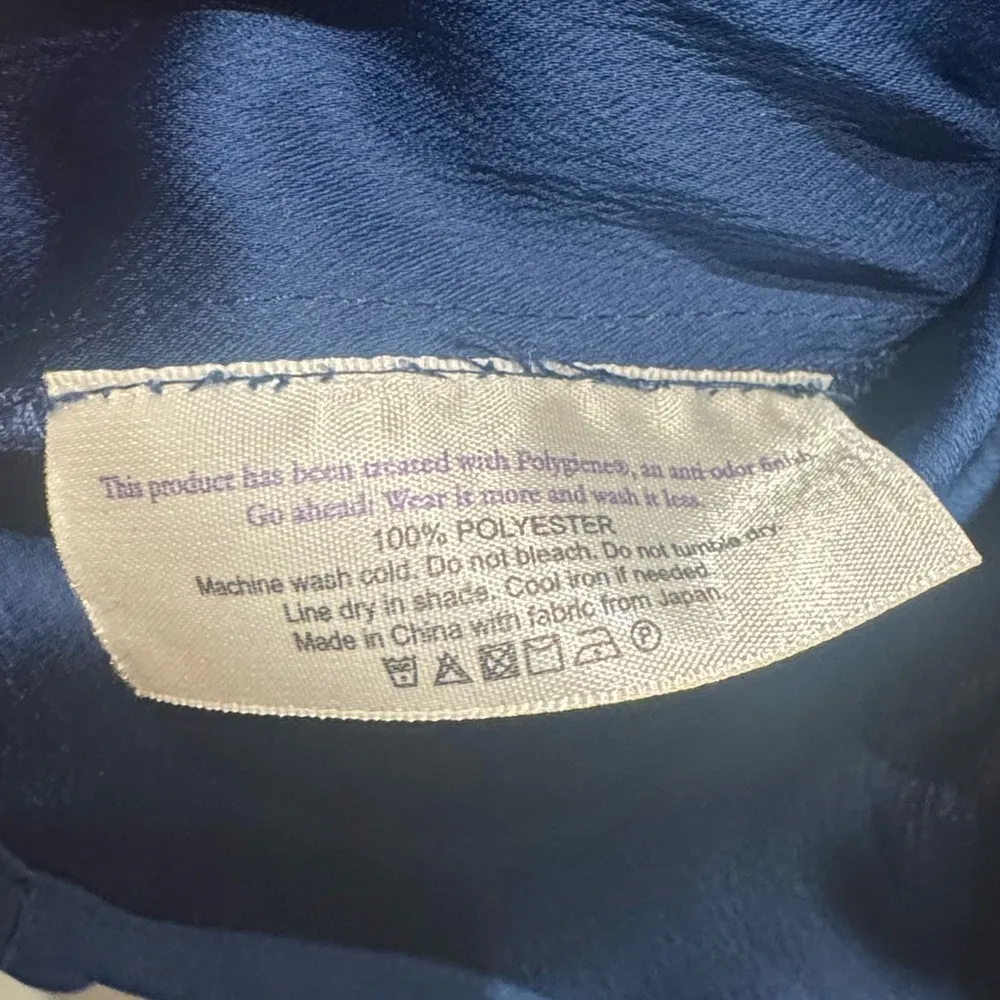 This product has been treated with Polygiene®, an anti-odor finish.
Go ahead: Wear it more and wash it less.
100% POLYESTER
Machine wash cold. Do not bleach. Do not tumble dry.
Line dry in shade. Cool iron if needed.
Made in China with fabric from Japan.
P